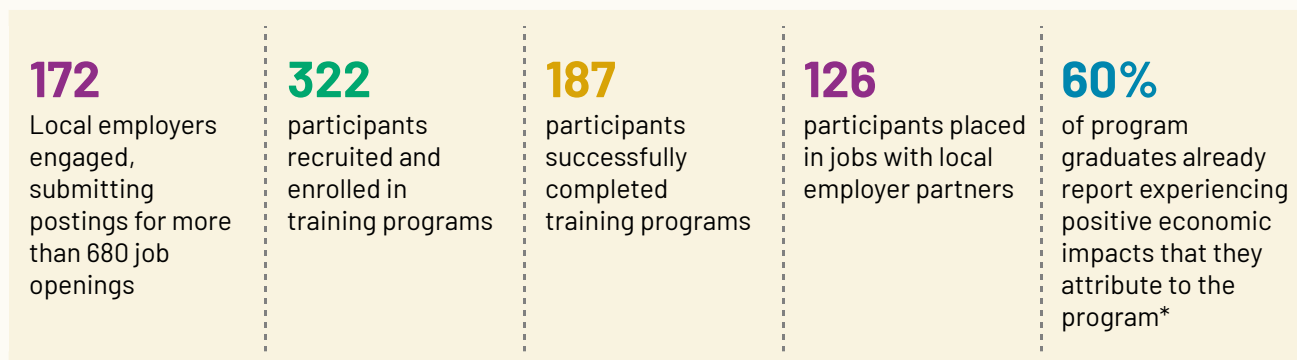 172
Local employers
engaged,
submitting
postings for more
than 680 job
openings
322
participants
recruited and
enrolled in
training programs
187
participants
successfully
completed
training programs
126
participants placed
in jobs with local
employer partners
60%
of program
graduates already
report experiencing
positive economic
impacts that they
attribute to the
program*